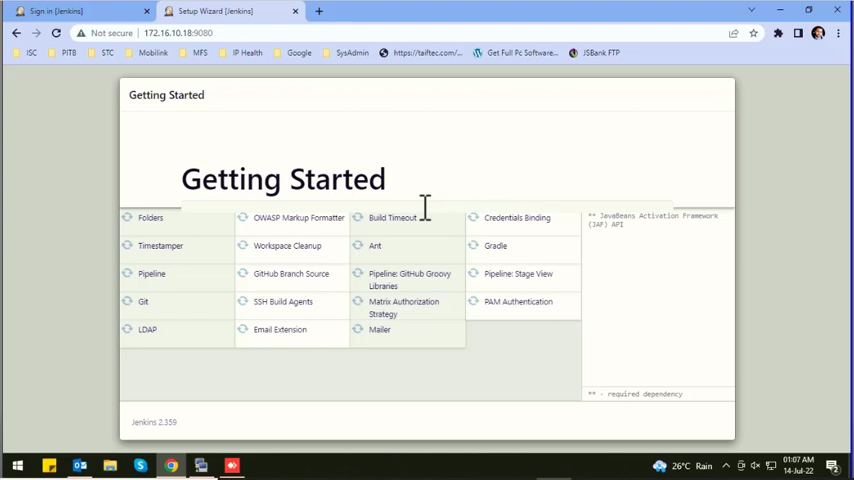 Sign in [Jenkins]
Setup Wizard [Jenkins]
Not secure
172.16.10.18:9080
ISC
PITB
STC
Mobilink
MFS
IP Health
Google
SysAdmin
https://taiftec.com/...
Get Full Pc Software...
JSBank FTP
Getting Started
Getting Started
Folders
OWASP Markup Formatter
Build Timeout
Credentials Binding
** JavaBeans Activation Framework
(JAF) API
Timestamper
Workspace Cleanup
Ant
Gradle
Pipeline
GitHub Branch Source
Pipeline: GitHub Groovy
Libraries
Pipeline: Stage View
Git
SSH Build Agents
Matrix Authorization
Strategy
PAM Authentication
LDAP
Email Extension
Mailer
** - required dependency
Jenkins 2.359
26°C Rain
01:07 AM
14-Jul-22
2